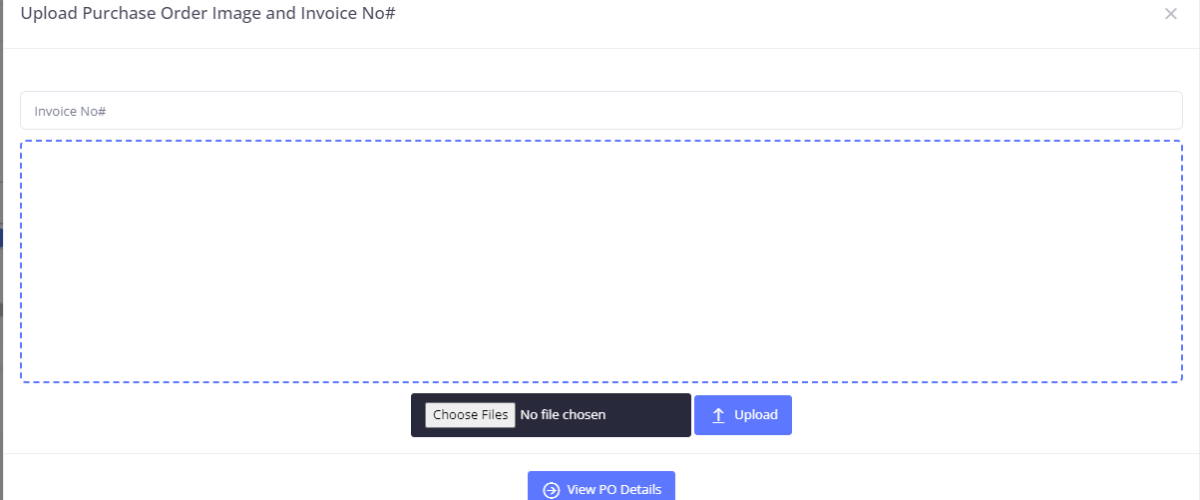 Upload Purchase Order Image and Invoice No#
Invoice No#
Choose Files No file chosen
Upload
View PO Details